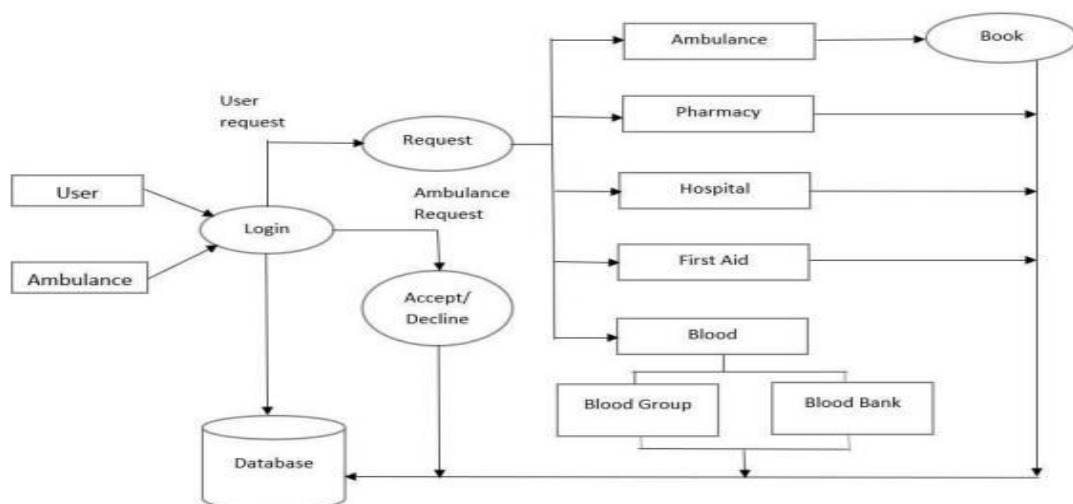 Ambulance
Book
User
request
Pharmacy
Request
Ambulance
Request
Hospital
User
Login
First Aid
Ambulance
Accept/
Decline
Blood
Blood Group
Blood Bank
Database